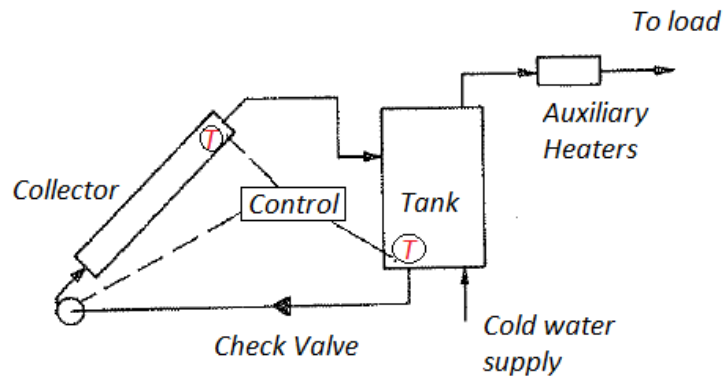 To load
Auxiliary
Heaters
T
Collector
Control
Tank
T
Check Valve
Cold water
supply